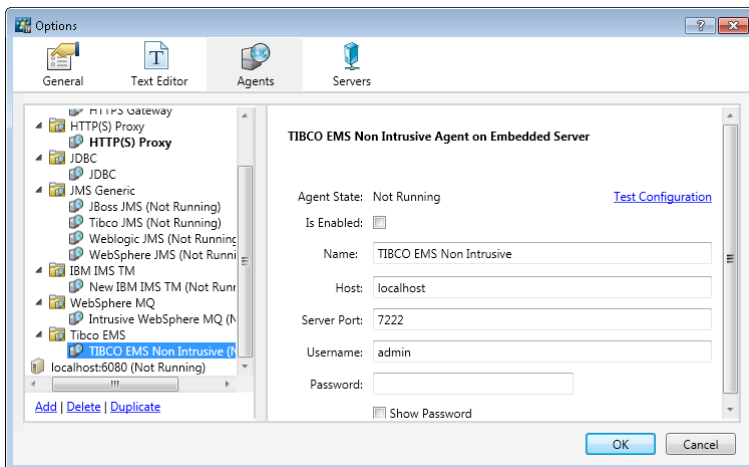 Options
General
Text Editor
Agents
Servers
HTTPS Gateway
HTTP(S) Proxy
HTTP(S) Proxy
JDBC
JDBC
JMS Generic
JBoss JMS (Not Running)
Tibco JMS (Not Running)
Weblogic JMS (Not Running
WebSphere JMS (Not Runni
IBM IMS TM
New IBM IMS TM (Not Runr
WebSphere MQ
Intrusive WebSphere MQ (N
Tibco EMS
TIBCO EMS Non Intrusive (N
localhost:6080 (Not Running)
Add | Delete | Duplicate
TIBCO EMS Non Intrusive Agent on Embedded Server
Agent State: Not Running Test Configuration
Is Enabled:
Name: TIBCO EMS Non Intrusive
Host: localhost
Server Port: 7222
Username: admin
Password:
Show Password
OK Cancel